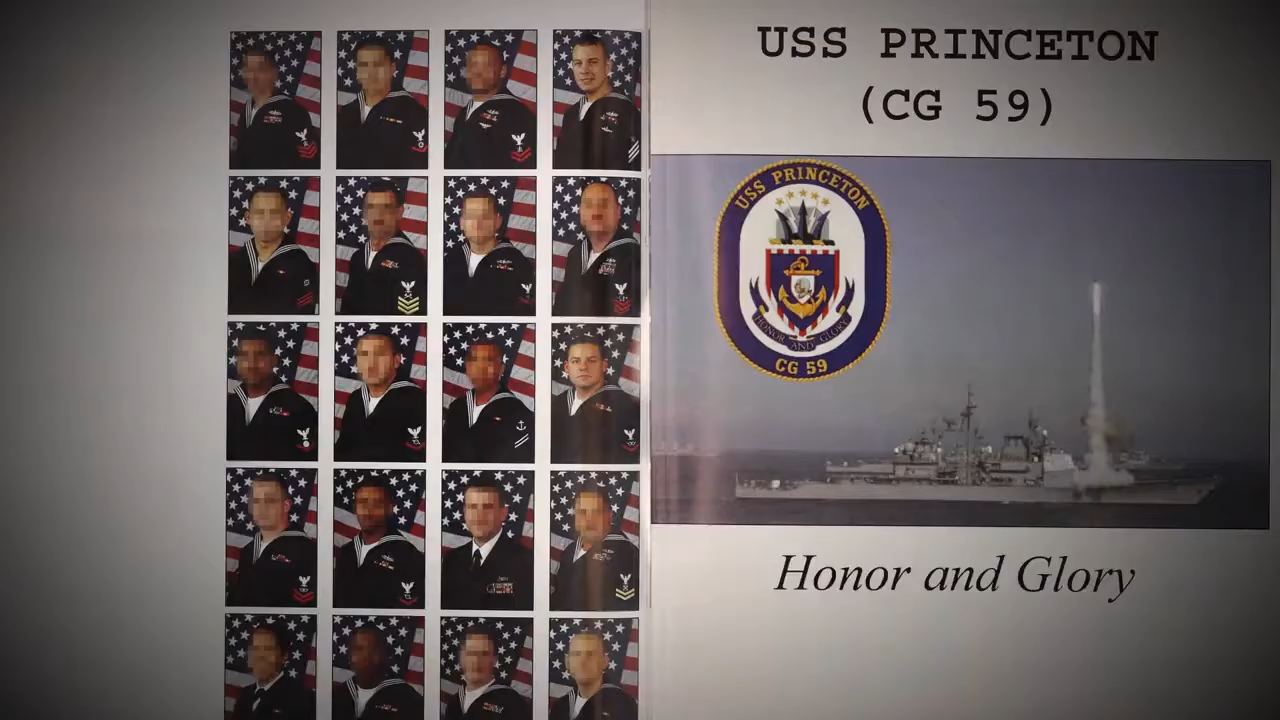 USS PRINCETON
(CG 59)
USS PRINCETON
HONOR AND GLORY
CG 59
Honor and Glory